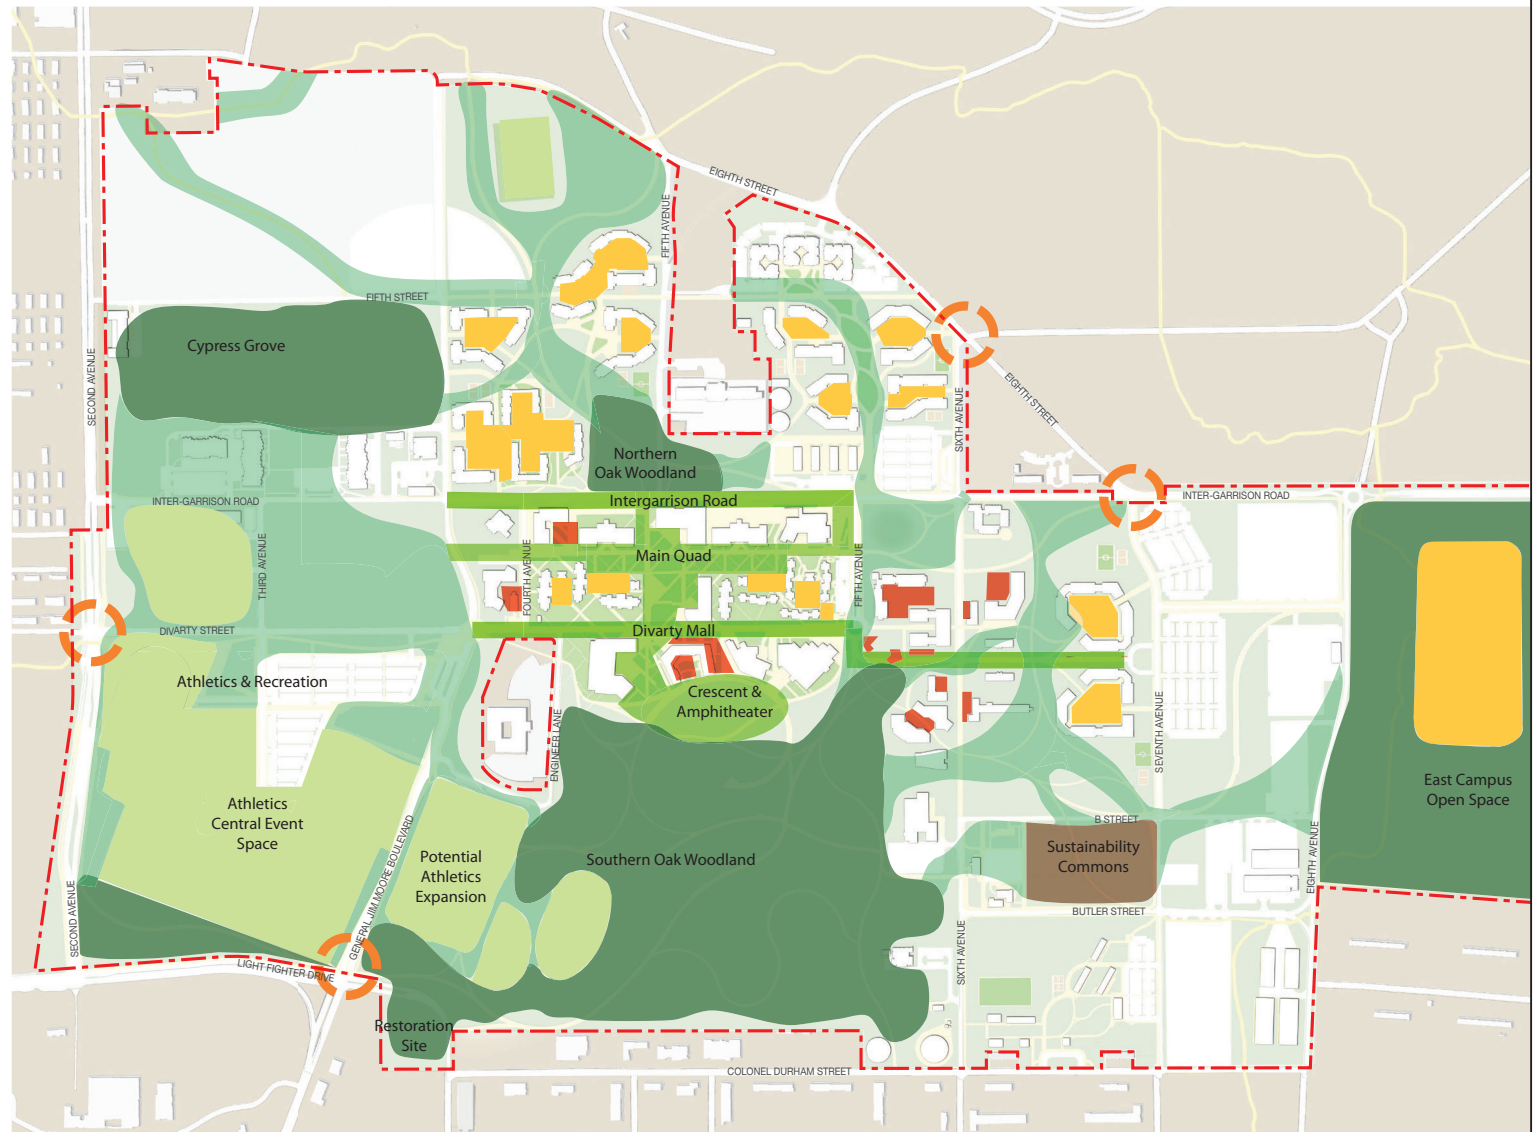 EIGHTH STREET
FIFTH AVENUE
FIFTH STREET
Cypress Grove
SECOND AVENUE
EIGHTH STREET
SIXTH AVENUE
Northern
Oak Woodland
INTER-GARRISON ROAD
Intergarrison Road
INTER-GARRISON ROAD
Main Quad
THIRD AVENUE
FOURTH AVENUE
FIFTH AVENUE
DIVARTY STREET
Divarty Mall
Athletics & Recreation
Crescent &
Amphitheater
ENGINEER LANE
SEVENTH AVENUE
East Campus
Open Space
Athletics
Central Event
Space
GENERAL JIM MOORE BOULEVARD
Potential
Athletics
Expansion
Southern Oak Woodland
B STREET
Sustainability
Commons
EIGHTH AVENUE
BUTLER STREET
SECOND AVENUE
SIXTH AVENUE
LIGHT FIGHTER DRIVE
Restoration
Site
COLONEL DURHAM STREET